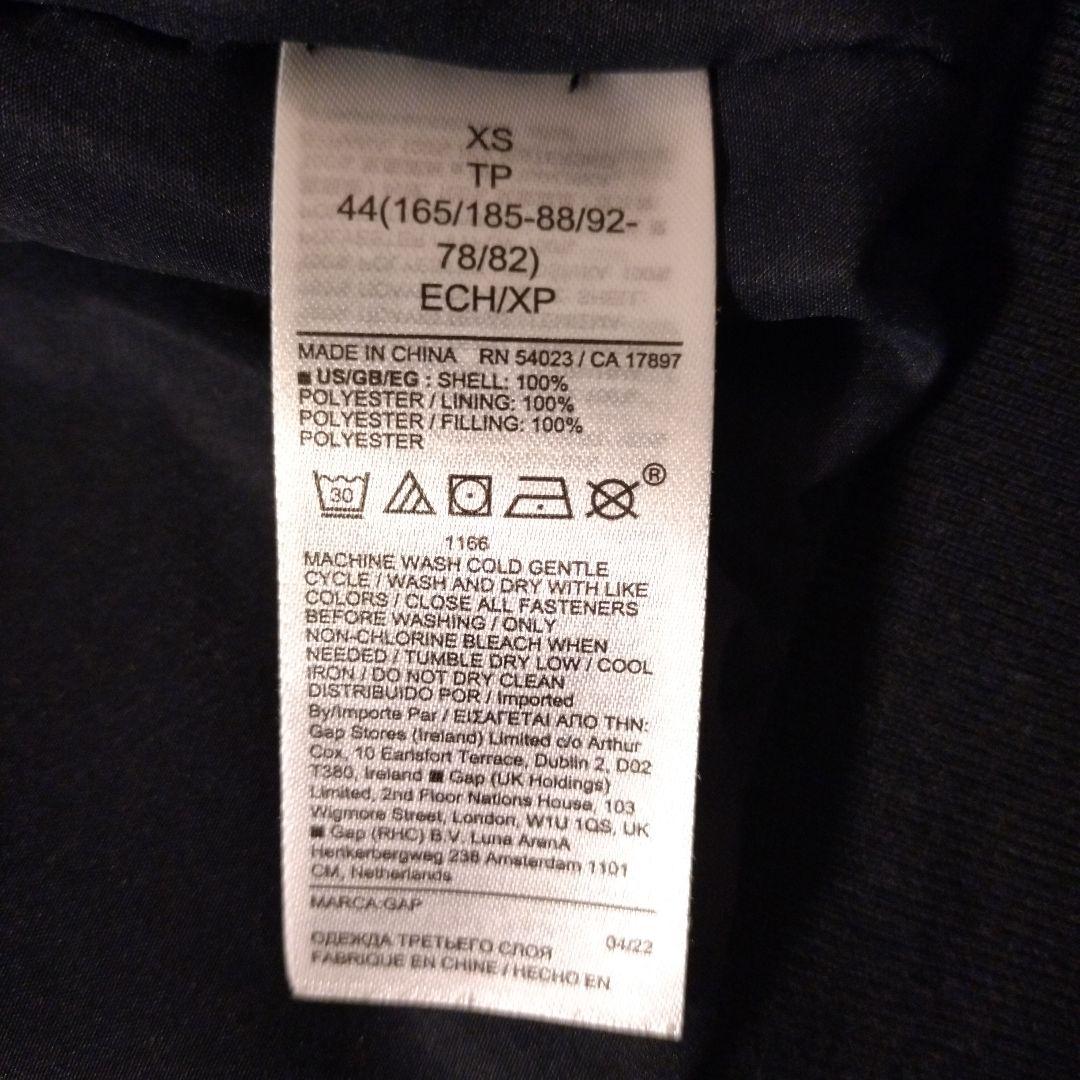 XS
TP
44(165/185-88/92-
78/82)
ECH/XP
MADE IN CHINA RN 54023 / CA 17897
■ US/GB/EG : SHELL: 100%
POLYESTER / LINING: 100%
POLYESTER / FILLING: 100%
POLYESTER
30
®
1166
MACHINE WASH COLD GENTLE
CYCLE / WASH AND DRY WITH LIKE
COLORS / CLOSE ALL FASTENERS
BEFORE WASHING / ONLY
NON-CHLORINE BLEACH WHEN
NEEDED / TUMBLE DRY LOW / COOL
IRON / DO NOT DRY CLEAN
DISTRIBUIDO POR / Imported
By/Importe Par / ΕΙΣΑΓΕΤΑΙ ΑΠΟ ΤΗΝ:
Gap Stores (Ireland) Limited c/o Arthur
Cox, 10 Earlsfort Terrace, Dublin 2, D02
T380, Ireland ■ Gap (UK Holdings)
Limited, 2nd Floor Nations House, 103
Wigmore Street, London, W1U 1QS, UK
■ Gap (RHC) B.V. Luna ArenA
Herikerbergweg 238 Amsterdam 1101
CM, Netherlands
MARCA:GAP
ОДЕЖДА ТРЕТЬЕГО СЛОЯ 04/22
FABRIQUE EN CHINE / HECHO EN